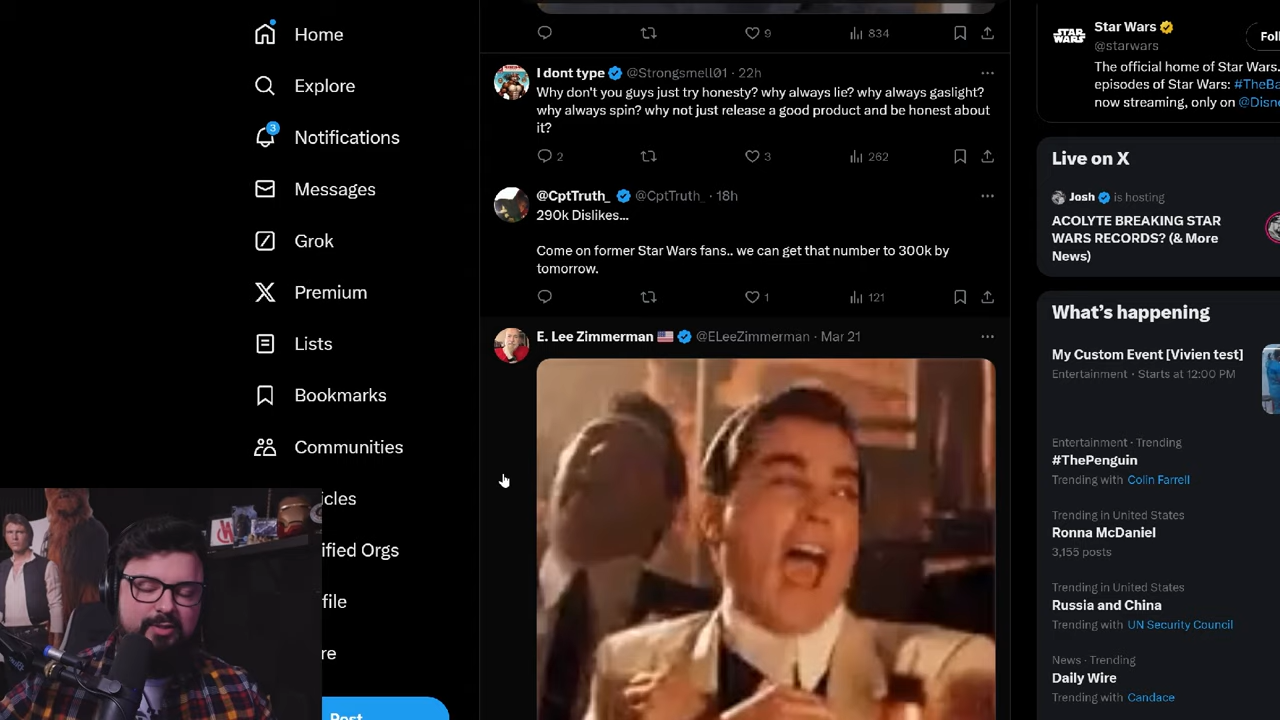 Home
Explore
3
Notifications
Messages
Grok
Premium
Lists
Bookmarks
Communities
icles
ified Orgs
file
re
Post
9
834
I dont type @Strongsmell01 · 22h
Why don't you guys just try honesty? why always lie? why always gaslight?
why always spin? why not just release a good product and be honest about
it?
2
3
262
@CptTruth_ @CptTruth_ · 18h
290k Dislikes...
Come on former Star Wars fans.. we can get that number to 300k by
tomorrow.
1
121
E. Lee Zimmerman @ELeeZimmerman · Mar 21
STAR WARS
Star Wars
@starwars
Foll
The official home of Star Wars.
episodes of Star Wars: #TheBa
now streaming, only on @Disn
Live on X
Josh is hosting
ACOLYTE BREAKING STAR
WARS RECORDS? (& More
News)
What's happening
My Custom Event [Vivien test]
Entertainment · Starts at 12:00 PM
Entertainment · Trending
#ThePenguin
Trending with Colin Farrell
Trending in United States
Ronna McDaniel
3,155 posts
Trending in United States
Russia and China
Trending with UN Security Council
News · Trending
Daily Wire
Trending with Candace